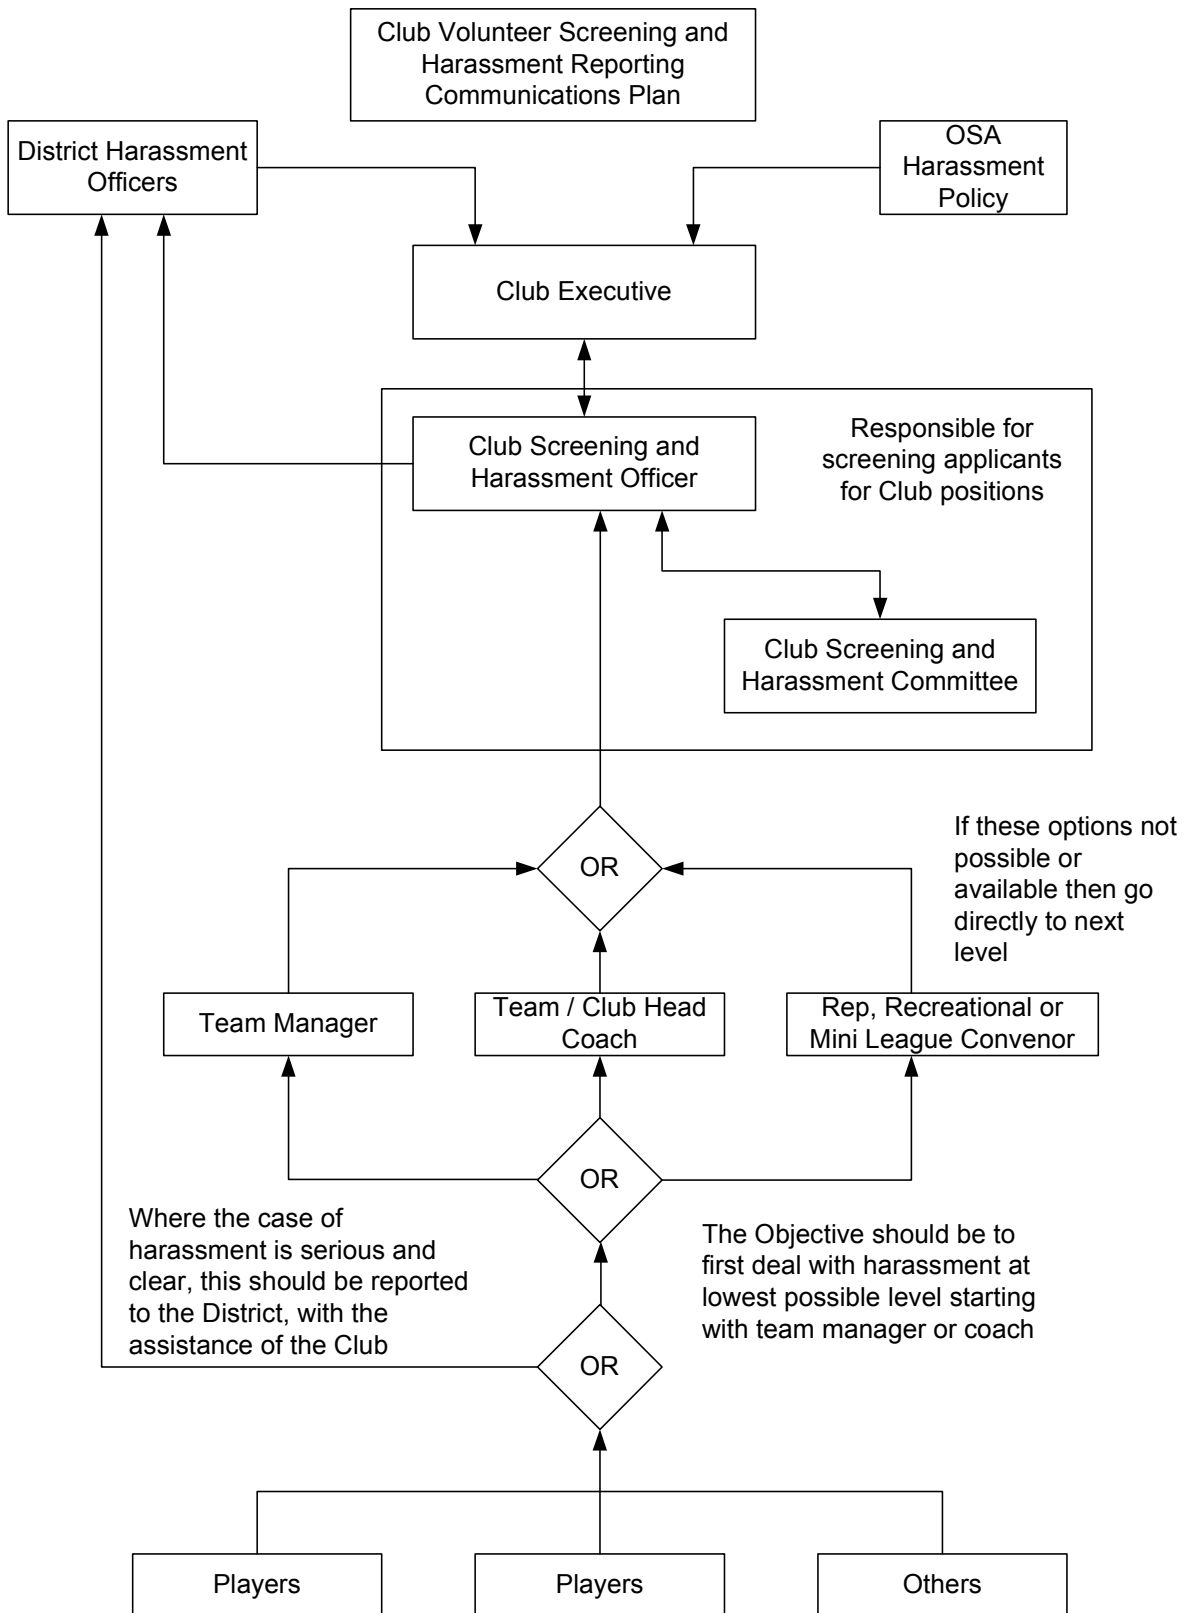 Club Volunteer Screening and
Harassment Reporting
Communications Plan
District Harassment
Officers
OSA
Harassment
Policy
Club Executive
Club Screening and
Harassment Officer
Responsible for
screening applicants
for Club positions
Club Screening and
Harassment Committee
OR
If these options not
possible or
available then go
directly to next
level
Team Manager
Team / Club Head
Coach
Rep, Recreational or
Mini League Convenor
OR
Where the case of
harassment is serious and
clear, this should be reported
to the District, with the
assistance of the Club
The Objective should be to
first deal with harassment at
lowest possible level starting
with team manager or coach
OR
Players
Players
Others